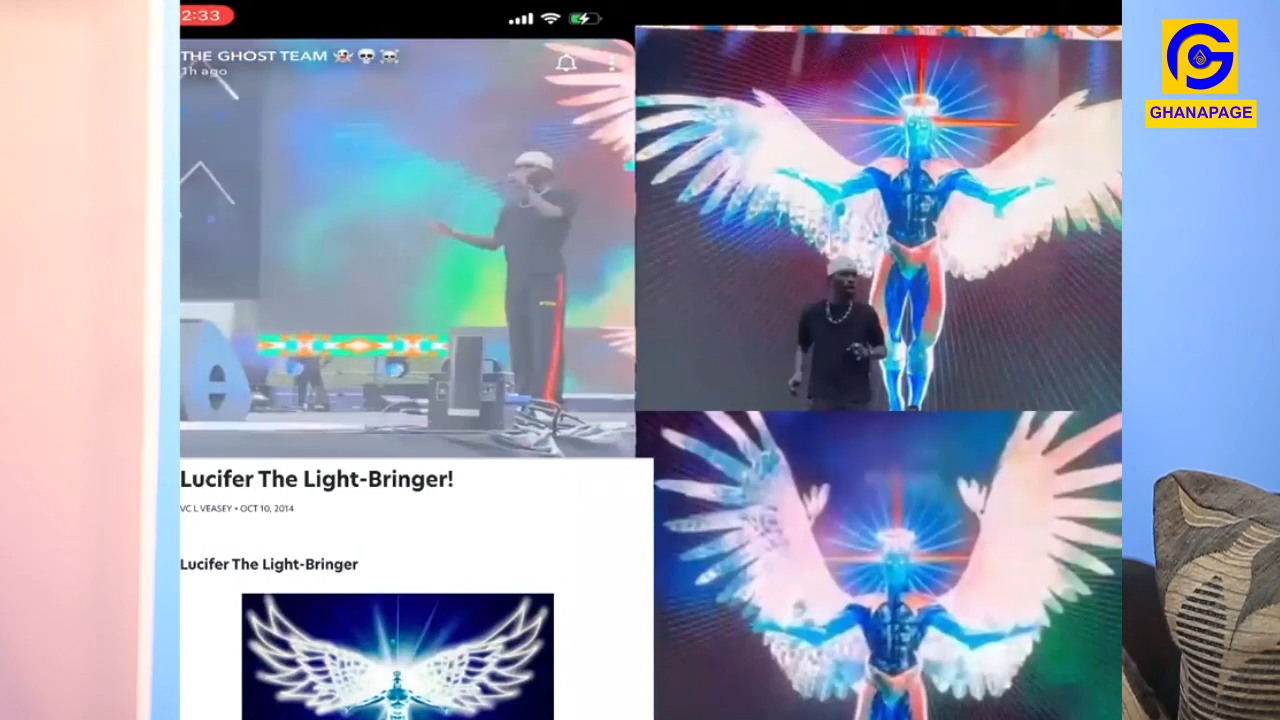 2:33
THE GHOST TEAM 👻💀☠️
1h ago
GHANAPAGE
Lucifer The Light-Bringer!
VC L VEASEY • OCT 10, 2014
Lucifer The Light-Bringer